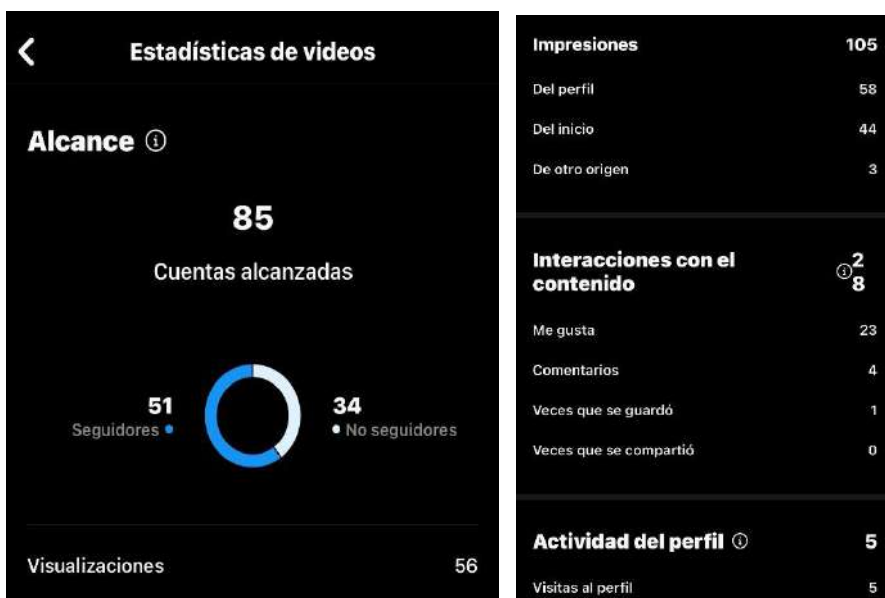 Estadísticas de videos
Alcance
85
Cuentas alcanzadas
51
Seguidores
34
No seguidores
Visualizaciones 56
Impresiones 105
Del perfil 58
Del inicio 44
De otro origen 3
Interacciones con el
contenido 28
Me gusta 23
Comentarios 4
Veces que se guardó 1
Veces que se compartió 0
Actividad del perfil 5
Visitas al perfil 5